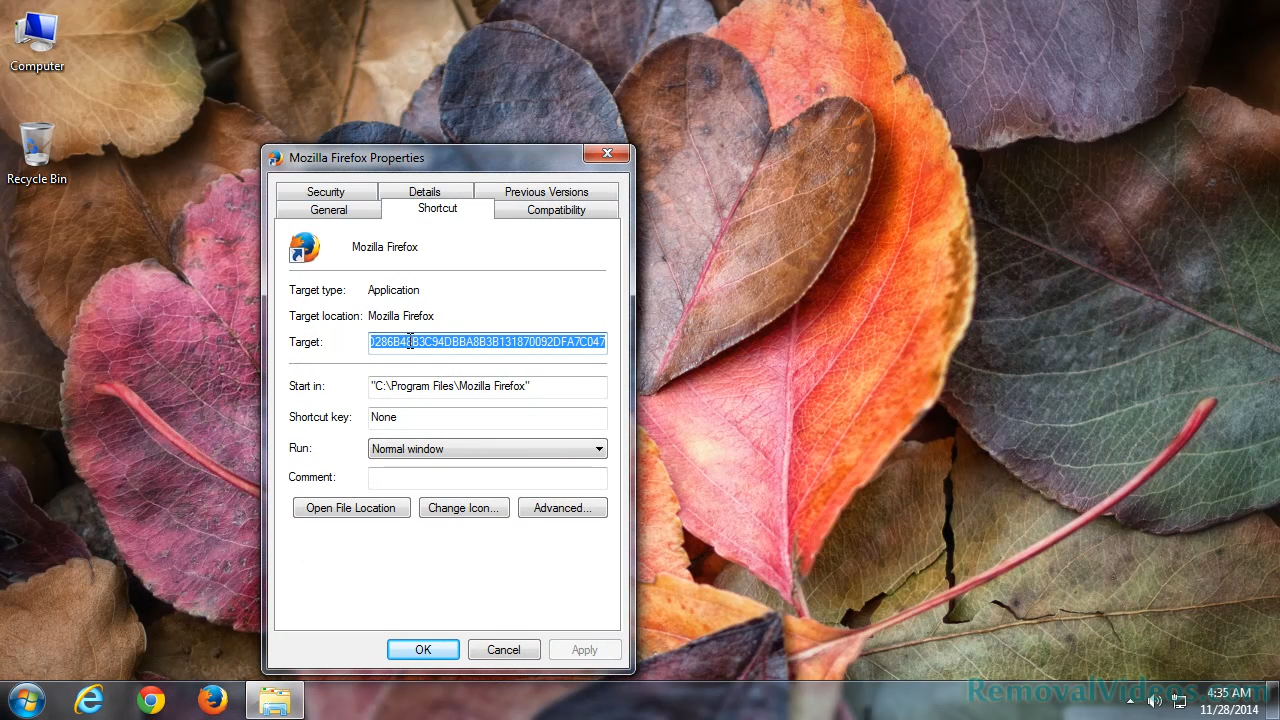 Computer
Recycle Bin
Mozilla Firefox Properties
Security
Details
Previous Versions
General
Shortcut
Compatibility
Mozilla Firefox
Target type:
Application
Target location:
Mozilla Firefox
Target:
Start in:
"C:\Program Files\Mozilla Firefox"
Shortcut key:
None
Run:
Normal window
Comment:
Open File Location
Change Icon...
Advanced...
OK
Cancel
Apply
RemovalVideos.com
4:35 AM
11/28/2014